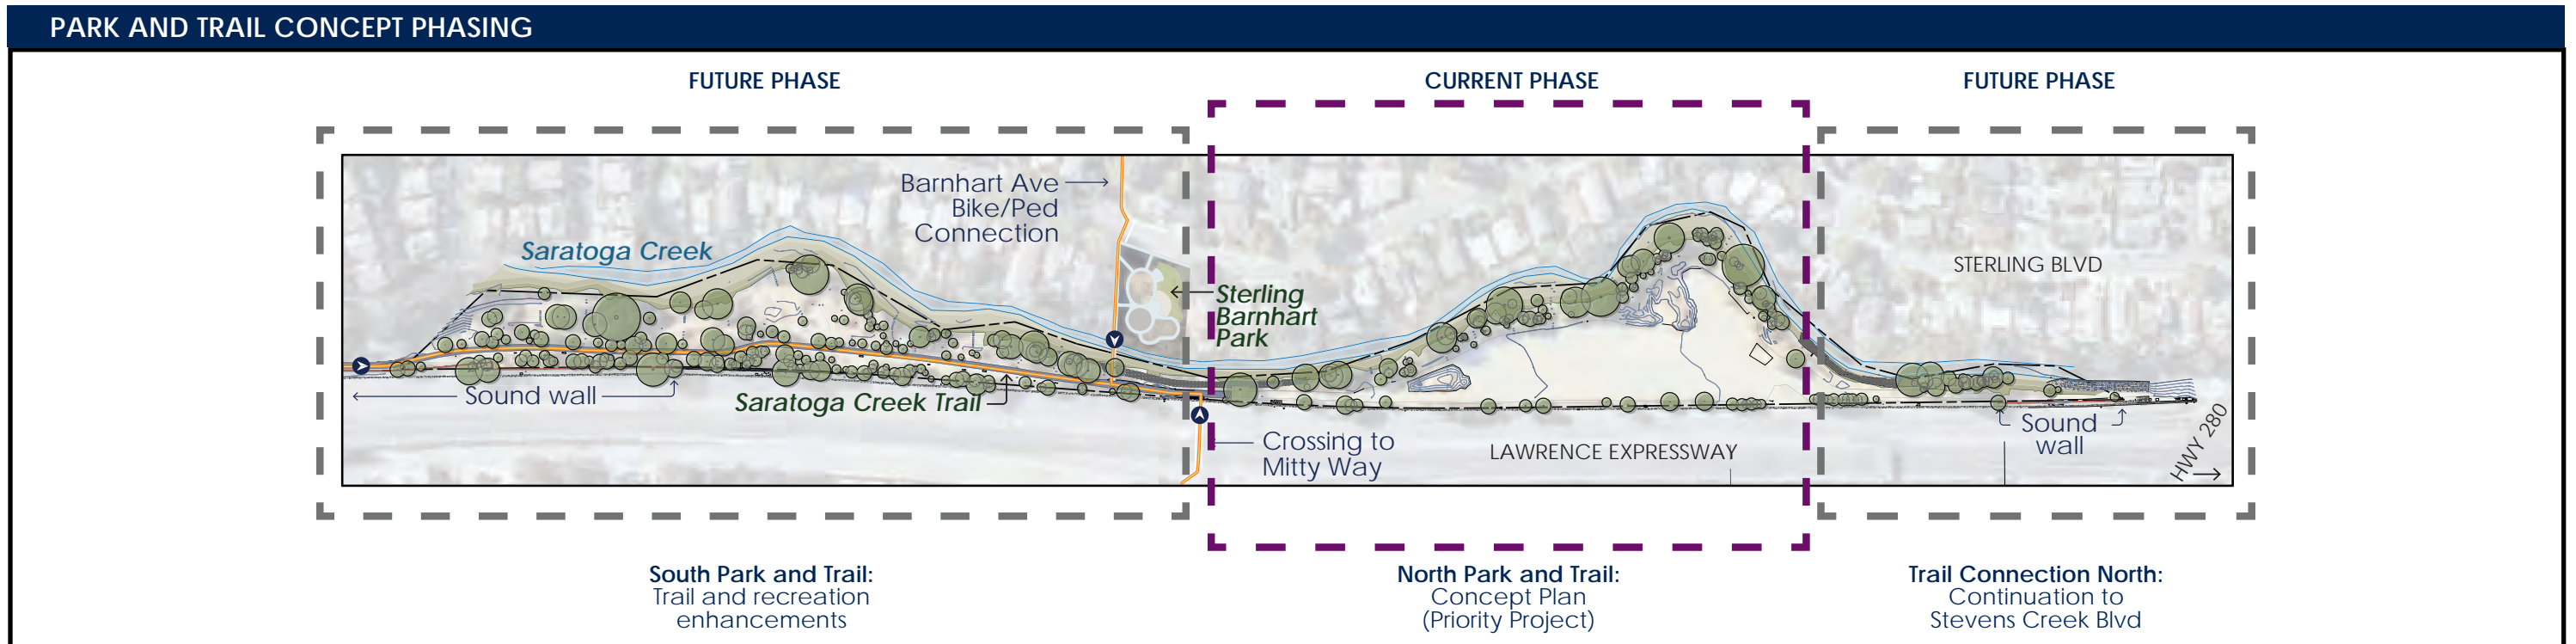 PARK AND TRAIL CONCEPT PHASING
FUTURE PHASE
CURRENT PHASE
FUTURE PHASE
Barnhart Ave
Bike/Ped
Connection
Saratoga Creek
Sterling
Barnhart
Park
STERLING BLVD
Sound wall
Saratoga Creek Trail
Crossing to
Mitty Way
LAWRENCE EXPRESSWAY
Sound
wall
HWY 280
South Park and Trail:
Trail and recreation
enhancements
North Park and Trail:
Concept Plan
(Priority Project)
Trail Connection North:
Continuation to
Stevens Creek Blvd